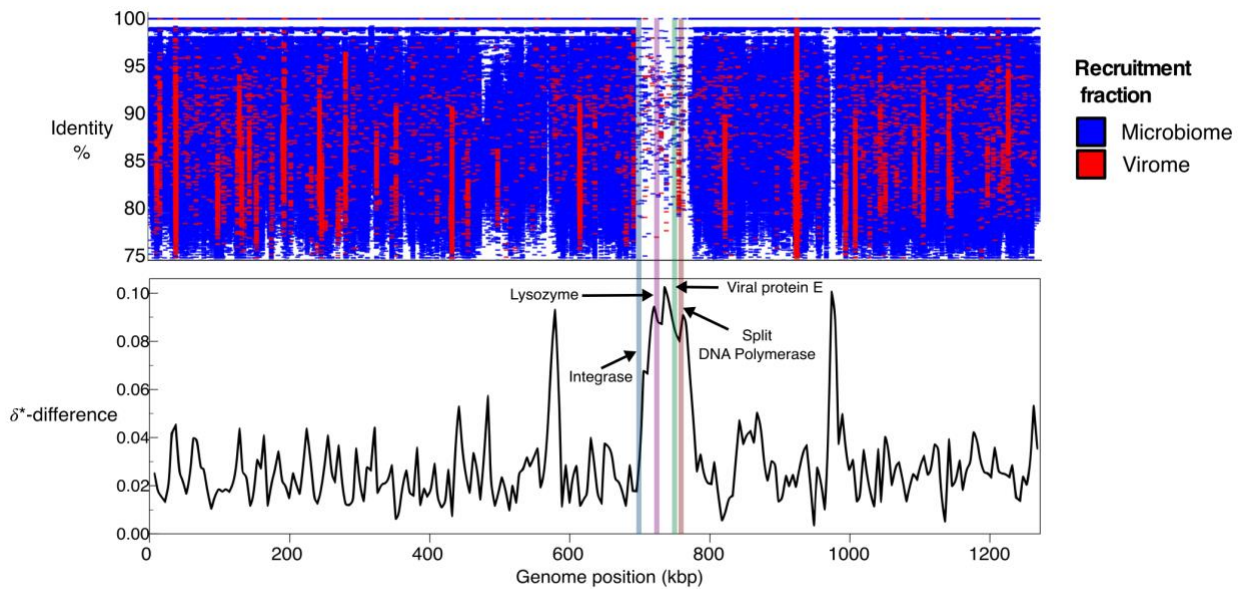 100
95
90
85
80
75
Identity
%
Recruitment
fraction
Microbiome
Virome
0.10
0.08
0.06
0.04
0.02
0.00
δ*-difference
Lysozyme
Viral protein E
Integrase
Split
DNA Polymerase
0
200
400
600
800
1000
1200
Genome position (kbp)